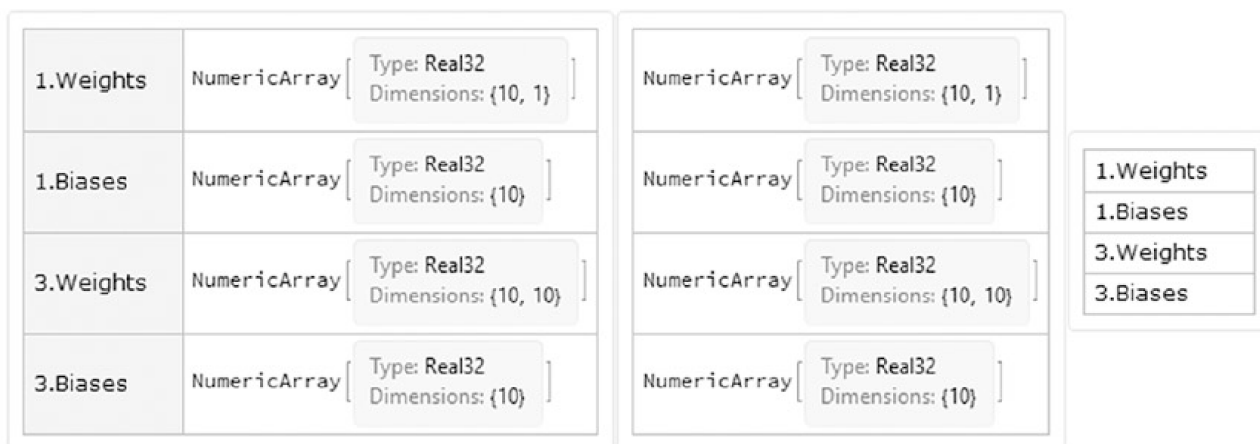 1.Weights NumericArray[ Type: Real32
Dimensions: {10, 1} ]
1.Biases NumericArray[ Type: Real32
Dimensions: {10} ]
3.Weights NumericArray[ Type: Real32
Dimensions: {10, 10} ]
3.Biases NumericArray[ Type: Real32
Dimensions: {10} ]
NumericArray[ Type: Real32
Dimensions: {10, 1} ]
NumericArray[ Type: Real32
Dimensions: {10} ]
NumericArray[ Type: Real32
Dimensions: {10, 10} ]
NumericArray[ Type: Real32
Dimensions: {10} ]
1.Weights
1.Biases
3.Weights
3.Biases